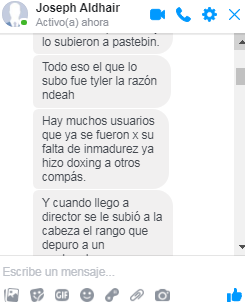 Joseph Aldhair
Activo(a) ahora
lo subieron a pastebin.
Todo eso el que lo
subo fue tyler la razón
ndeah
Hay muchos usuarios
que ya se fueron x su
falta de inmadurez ya
hizo doxing a otros
compás.
Y cuando llego a
director se le subió a la
cabeza el rango que
depuro a un
Escribe un mensaje...
GIF